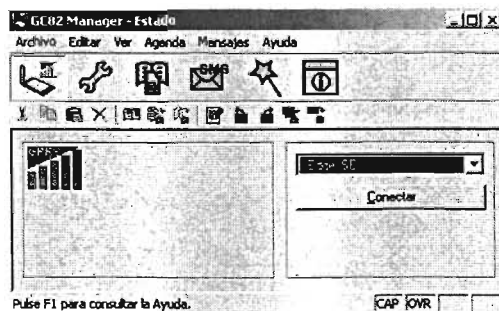 GC82 Manager - Estado
Archivo Editar Ver Agenda Mensajes Ayuda
SMS
GPRS
Conectar
Pulse F1 para consultar la Ayuda.
CAP OVR